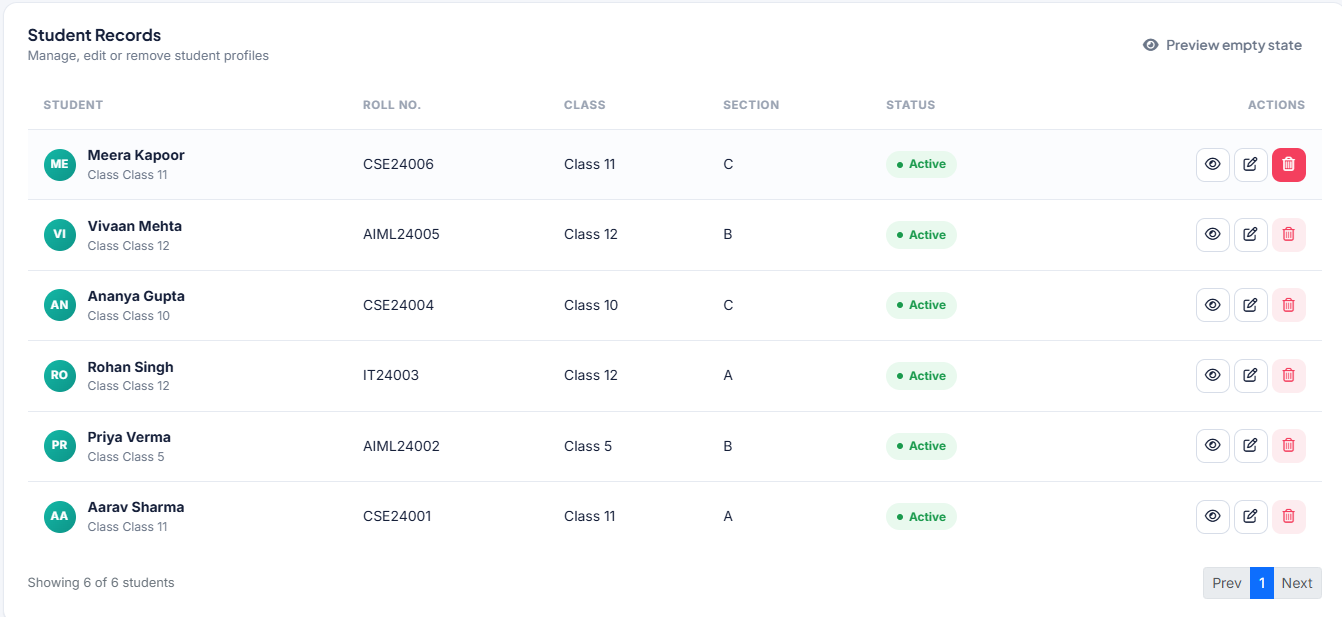 Student Records
Manage, edit or remove student profiles
Preview empty state
STUDENT ROLL NO. CLASS SECTION STATUS ACTIONS
ME Meera Kapoor CSE24006 Class 11 C Active
Class Class 11
VI Vivaan Mehta AIML24005 Class 12 B Active
Class Class 12
AN Ananya Gupta CSE24004 Class 10 C Active
Class Class 10
RO Rohan Singh IT24003 Class 12 A Active
Class Class 12
PR Priya Verma AIML24002 Class 5 B Active
Class Class 5
AA Aarav Sharma CSE24001 Class 11 A Active
Class Class 11
Showing 6 of 6 students Prev 1 Next